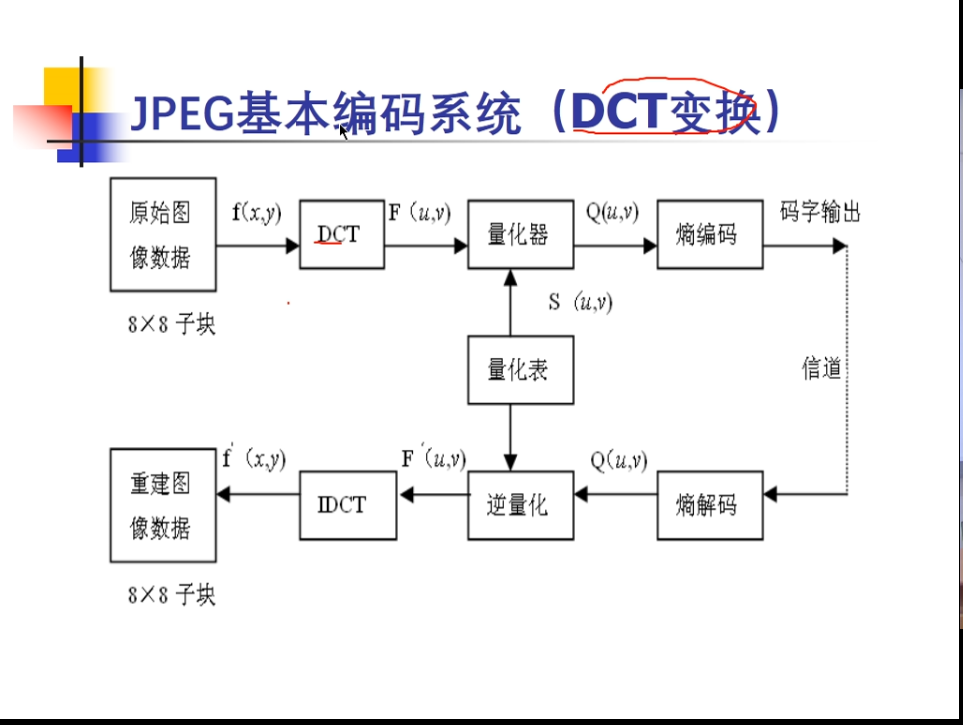 JPEG基本编码系统（DCT变换）
原始图
像数据
f(x,y)
DCT
F（u,v)
量化器
Q(u,v)
熵编码
码字输出
8×8 子块
S（u,v)
量化表
信道
重建图
像数据
f'（x,y)
IDCT
F'（u,v)
逆量化
Q(u,v)
熵解码
8×8 子块